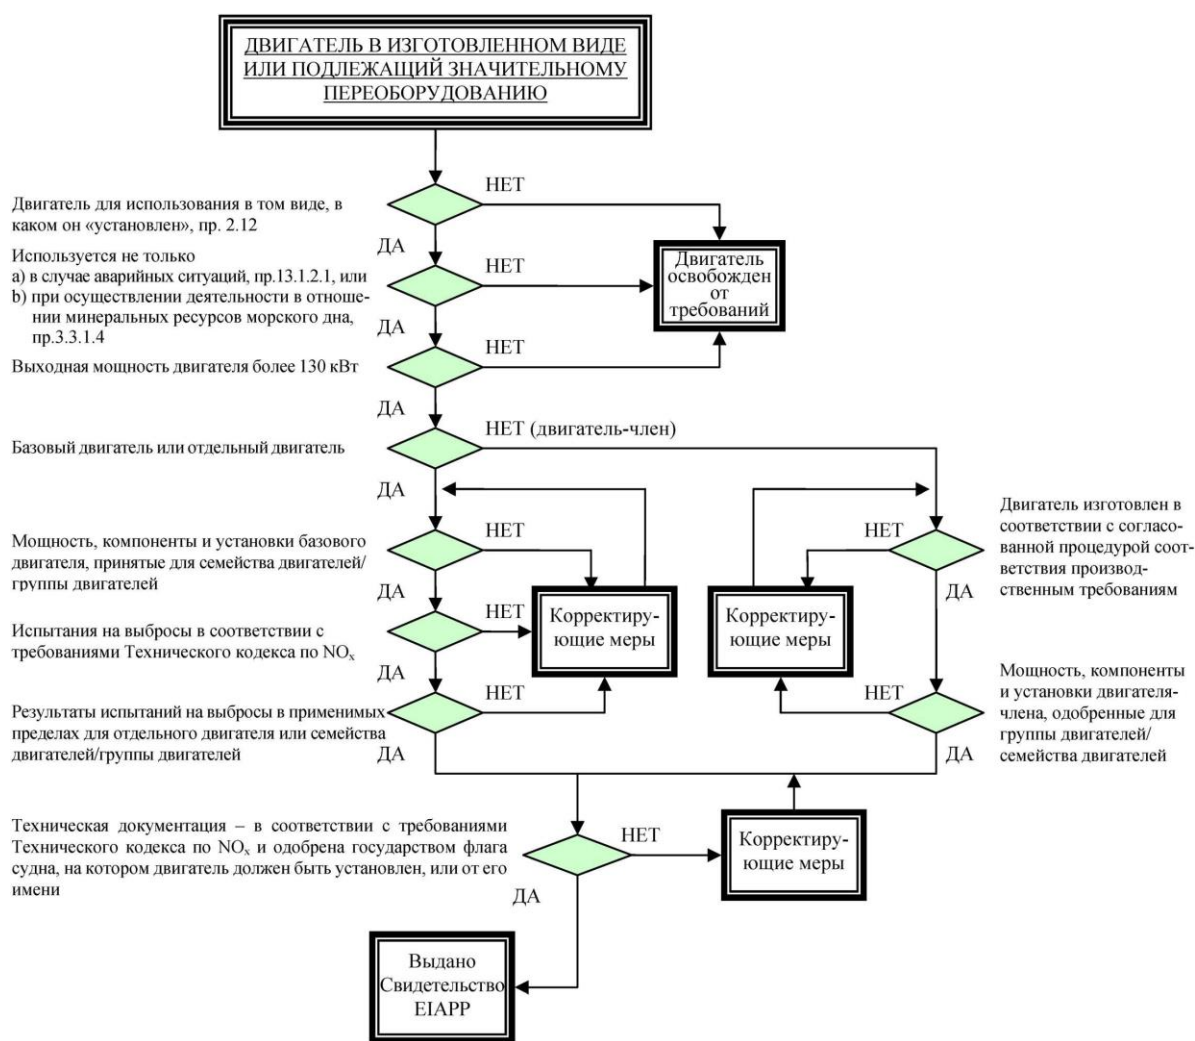 ДВИГАТЕЛЬ В ИЗГОТОВЛЕННОМ ВИДЕ
ИЛИ ПОДЛЕЖАЩИЙ ЗНАЧИТЕЛЬНОМУ
ПЕРЕОБОРУДОВАНИЮ
НЕТ
Двигатель для использования в том виде, в
каком он «установлен», пр. 2.12
ДА
Используется не только
a) в случае аварийных ситуаций, пр.13.1.2.1, или
b) при осуществлении деятельности в отноше-
нии минеральных ресурсов морского дна,
пр.3.3.1.4
НЕТ
Двигатель
освобожден
от
требований
ДА
Выходная мощность двигателя более 130 кВт
НЕТ
ДА
Базовый двигатель или отдельный двигатель
НЕТ (двигатель-член)
ДА
Мощность, компоненты и установки базового
двигателя, принятые для семейства двигателей/
группы двигателей
НЕТ
НЕТ
Двигатель изготовлен в
соответствии с согласо-
ванной процедурой соот-
ветствия производ-
ственным требованиям
ДА
ДА
Испытания на выбросы в соответствии с
требованиями Технического кодекса по NOx
НЕТ
Корректиру-
ющие меры
Корректиру-
ющие меры
ДА
Результаты испытаний на выбросы в применимых
пределах для отдельного двигателя или семейства
двигателей/группы двигателей
НЕТ
НЕТ
Мощность, компоненты
и установки двигателя-
члена, одобренные для
группы двигателей/
семейства двигателей
ДА
ДА
Техническая документация – в соответствии с требованиями
Технического кодекса по NOx и одобрена государством флага
судна, на котором двигатель должен быть установлен, или от его
имени
НЕТ
Корректиру-
ющие меры
ДА
Выдано
Свидетельство
EIAPP